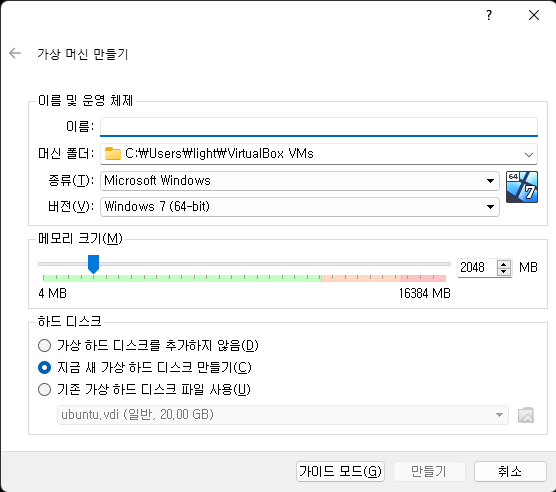 ?
가상 머신 만들기
이름 및 운영 체제
이름:
머신 폴더: C:₩Users₩light₩VirtualBox VMs
종류(T): Microsoft Windows
64
7
버전(V): Windows 7 (64-bit)
메모리 크기(M)
2048 MB
4 MB 16384 MB
하드 디스크
가상 하드 디스크를 추가하지 않음(D)
지금 새 가상 하드 디스크 만들기(C)
기존 가상 하드 디스크 파일 사용(U)
ubuntu.vdi (일반, 20.00 GB)
가이드 모드(G) 만들기 취소